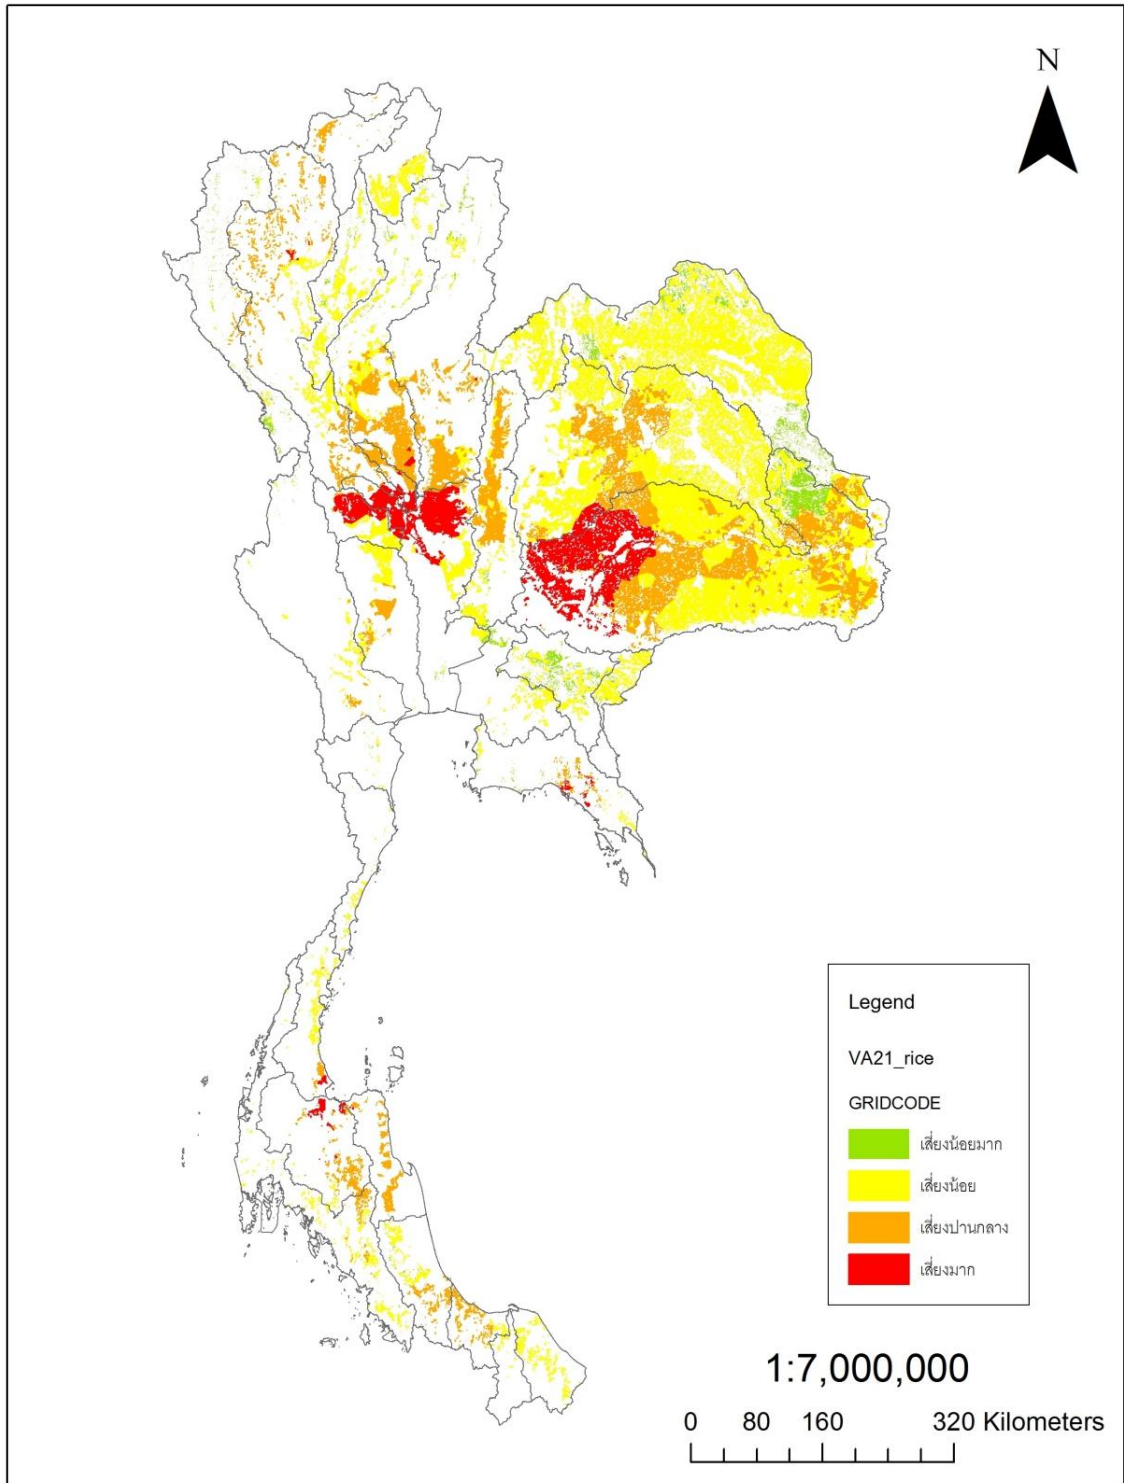 N
Legend
VA21_rice
GRIDCODE
เสี่ยงน้อยมาก
เสี่ยงน้อย
เสี่ยงปานกลาง
เสี่ยงมาก
1:7,000,000
0 80 160 320 Kilometers